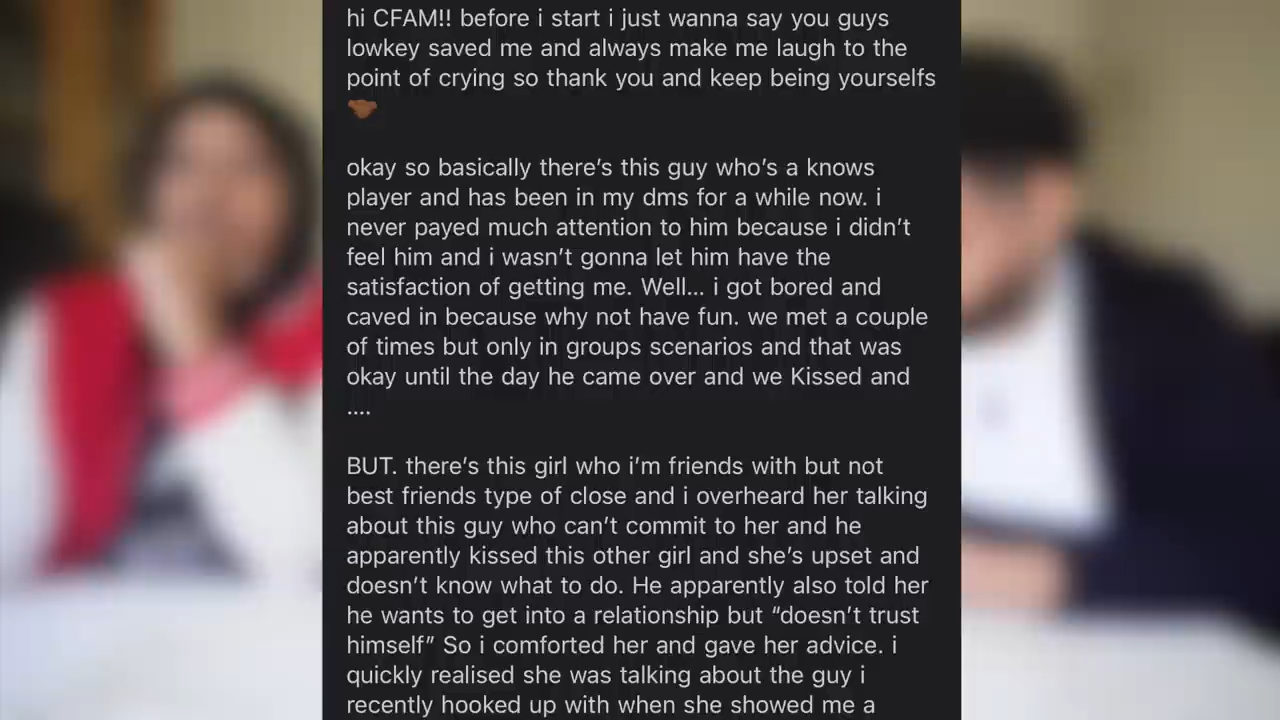 hi CFAM!! before i start i just wanna say you guys
lowkey saved me and always make me laugh to the
point of crying so thank you and keep being yourselfs
🤝🏾
okay so basically there’s this guy who’s a knows
player and has been in my dms for a while now. i
never payed much attention to him because i didn’t
feel him and i wasn’t gonna let him have the
satisfaction of getting me. Well... i got bored and
caved in because why not have fun. we met a couple
of times but only in groups scenarios and that was
okay until the day he came over and we Kissed and
....
BUT. there’s this girl who i’m friends with but not
best friends type of close and i overheard her talking
about this guy who can’t commit to her and he
apparently kissed this other girl and she’s upset and
doesn’t know what to do. He apparently also told her
he wants to get into a relationship but “doesn’t trust
himself” So i comforted her and gave her advice. i
quickly realised she was talking about the guy i
recently hooked up with when she showed me a